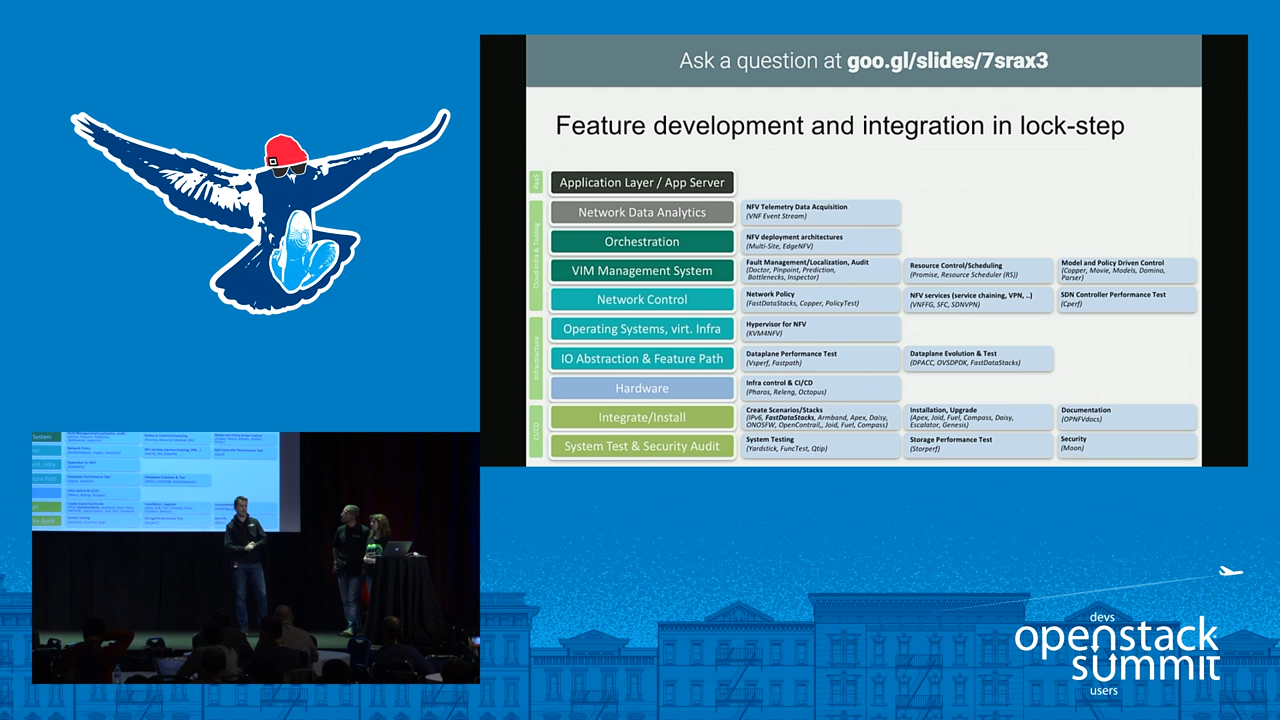 Ask a question at goo.gl/slides/7srax3
Feature development and integration in lock-step
PaaS
Application Layer / App Server
Cloud Infra & Tooling
Network Data Analytics
NFV Telemetry Data Acquisition
(VNF Event Stream)
Orchestration
NFV deployment architectures
(Multi-Site, EdgeNFV)
VIM Management System
Fault Management/Localization, Audit
(Doctor, Pinpoint, Prediction,
Bottlenecks, Inspector)
Resource Control/Scheduling
(Promise, Resource Scheduler (RS))
Model and Policy Driven Control
(Copper, Movie, Models, Domino,
Parser)
Network Control
Network Policy
(FastDataStacks, Copper, PolicyTest)
NFV services (service chaining, VPN, ..)
(VNFFG, SFC, SDNVPN)
SDN Controller Performance Test
(Cperf)
Infrastructure
Operating Systems, virt. Infra
Hypervisor for NFV
(KVM4NFV)
IO Abstraction & Feature Path
Dataplane Performance Test
(Vsperf, Fastpath)
Dataplane Evolution & Test
(DPACC, OVSDPDK, FastDataStacks)
Hardware
Infra control & CI/CD
(Pharos, Releng, Octopus)
CI/CD
Integrate/Install
Create Scenarios/Stacks
(IPv6, FastDataStacks, Armband, Apex, Daisy,
ONOSFW, OpenContrail,, Joid, Fuel, Compass)
Installation, Upgrade
(Apex, Joid, Fuel, Compass, Daisy,
Escalator, Genesis)
Documentation
(OPNFVdocs)
System Test & Security Audit
System Testing
(Yardstick, FuncTest, Qtip)
Storage Performance Test
(Storperf)
Security
(Moon)
devs
openstack
summit
users